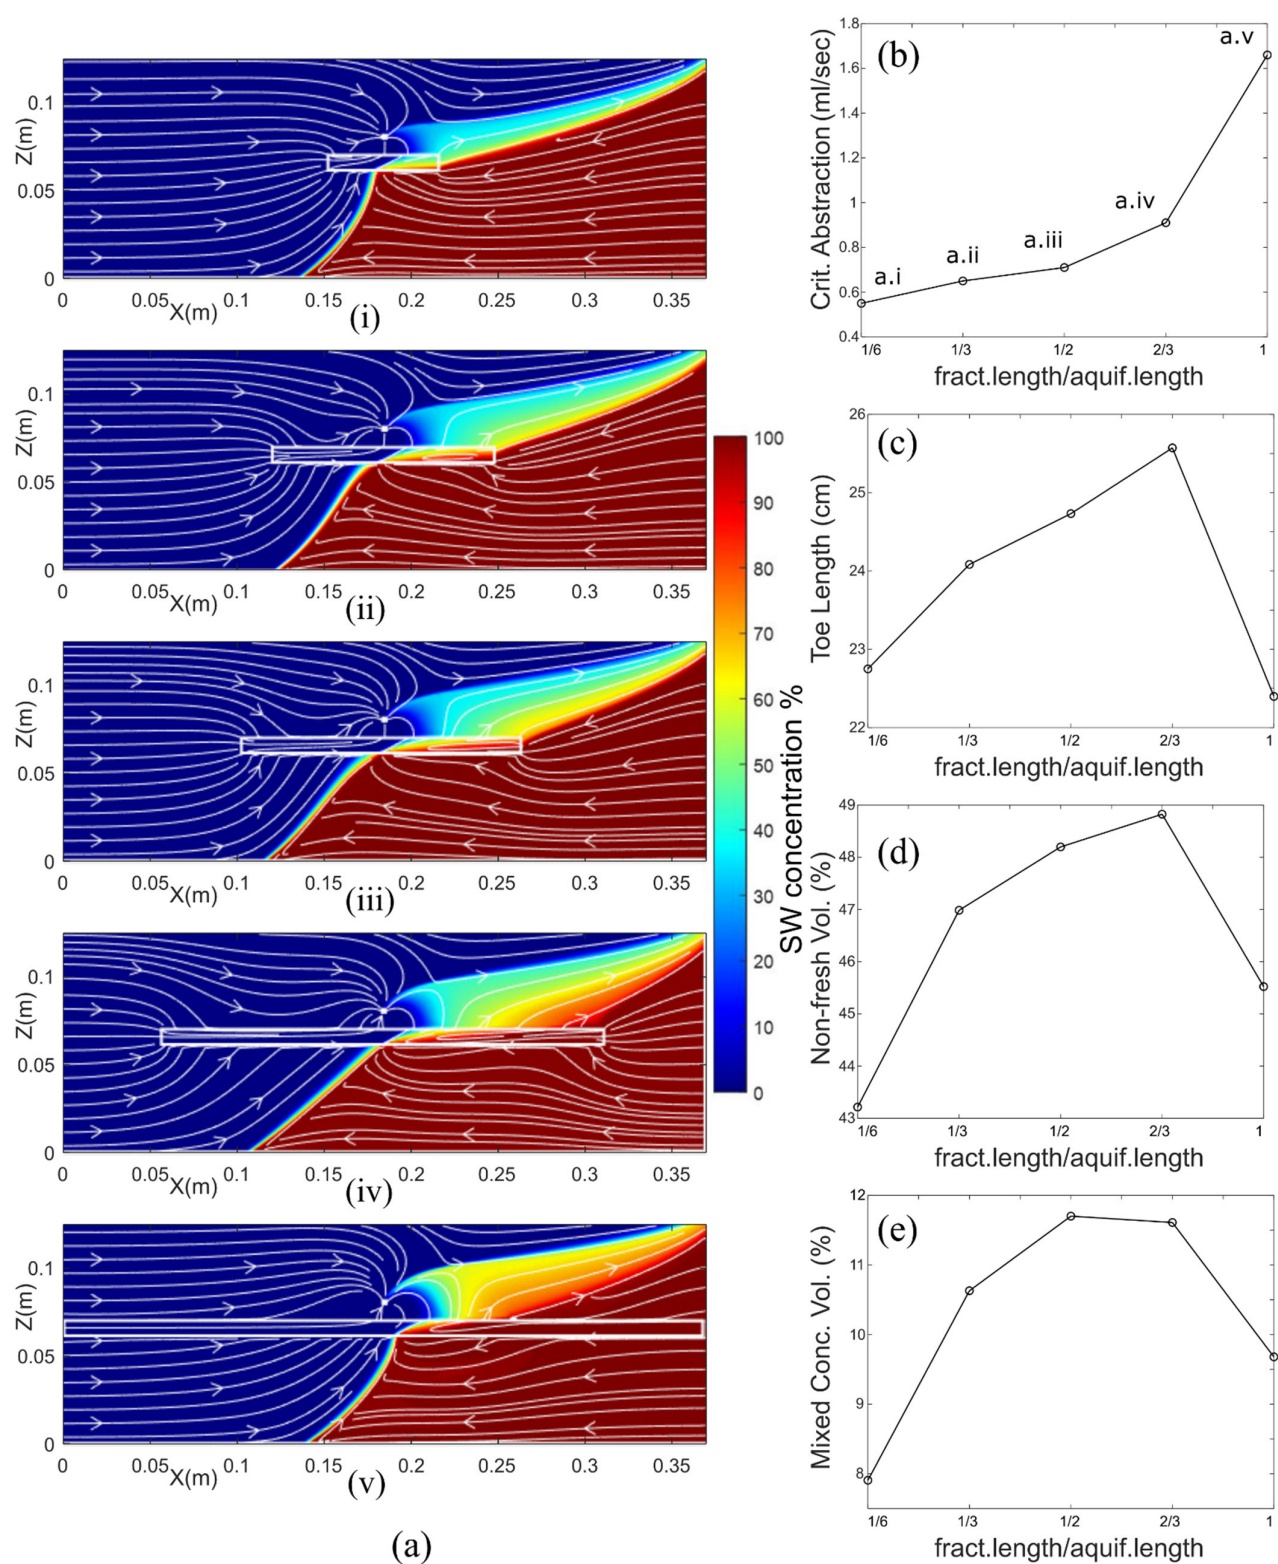 Z(m)
0.1
0.05
0
0 0.05 0.1 0.15 0.2 0.25 0.3 0.35
X(m)
(i)
Z(m)
0.1
0.05
0
0 0.05 0.1 0.15 0.2 0.25 0.3 0.35
X(m)
(ii)
Z(m)
0.1
0.05
0
0 0.05 0.1 0.15 0.2 0.25 0.3 0.35
X(m)
(iii)
Z(m)
0.1
0.05
0
0 0.05 0.1 0.15 0.2 0.25 0.3 0.35
X(m)
(iv)
Z(m)
0.1
0.05
0
0 0.05 0.1 0.15 0.2 0.25 0.3 0.35
X(m)
(v)
(a)
100
90
80
70
60
50
40
30
20
10
0
SW concentration %
(b)
Crit. Abstraction (ml/sec)
1.8
1.6
1.4
1.2
1
0.8
0.6
0.4
a.i
a.ii
a.iii
a.iv
a.v
1/6 1/3 1/2 2/3 1
fract.length/aquif.length
(c)
Toe Length (cm)
26
25
24
23
22
1/6 1/3 1/2 2/3 1
fract.length/aquif.length
(d)
Non-fresh Vol. (%)
49
48
47
46
45
44
43
1/6 1/3 1/2 2/3 1
fract.length/aquif.length
(e)
Mixed Conc. Vol. (%)
12
11
10
9
8
1/6 1/3 1/2 2/3 1
fract.length/aquif.length